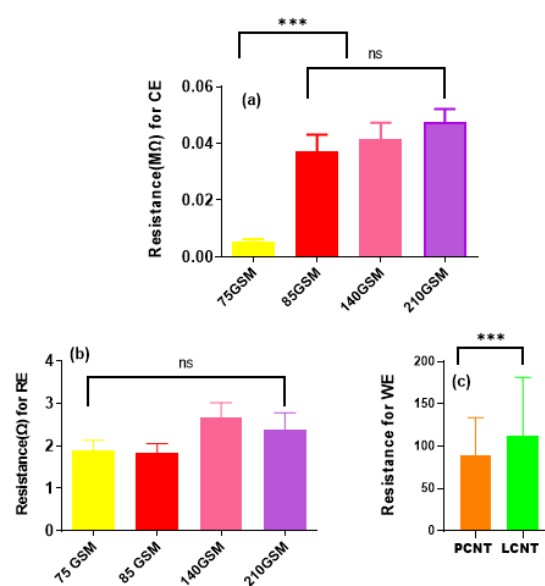 ***
ns
(a)
Resistance(MΩ) for CE
0.06
0.04
0.02
0.00
75GSM
85GSM
140GSM
210GSM
(b)
ns
Resistance(Ω) for RE
4
3
2
1
0
75 GSM
85 GSM
140GSM
210GSM
***
(c)
Resistance for WE
200
150
100
50
0
PCNT
LCNT